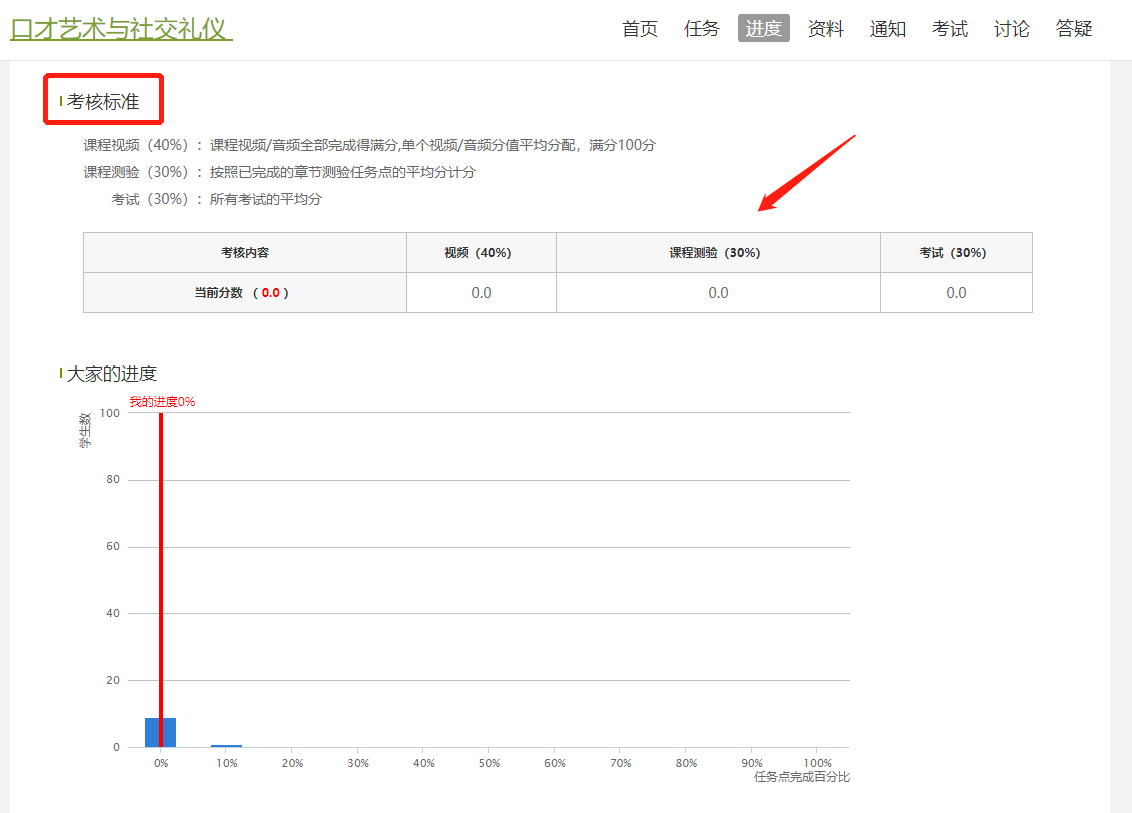 口才艺术与社交礼仪
首页 任务 进度 资料 通知 考试 讨论 答疑
考核标准
课程视频（40%）：课程视频/音频全部完成得满分,单个视频/音频分值平均分配，满分100分
课程测验（30%）：按照已完成的章节测验任务点的平均分计分
考试（30%）：所有考试的平均分
考核内容 视频（40%） 课程测验（30%） 考试（30%）
当前分数 （ 0.0 ） 0.0 0.0 0.0
大家的进度
我的进度0%
学生数
100
80
60
40
20
0
0% 10% 20% 30% 40% 50% 60% 70% 80% 90% 100%
任务点完成百分比